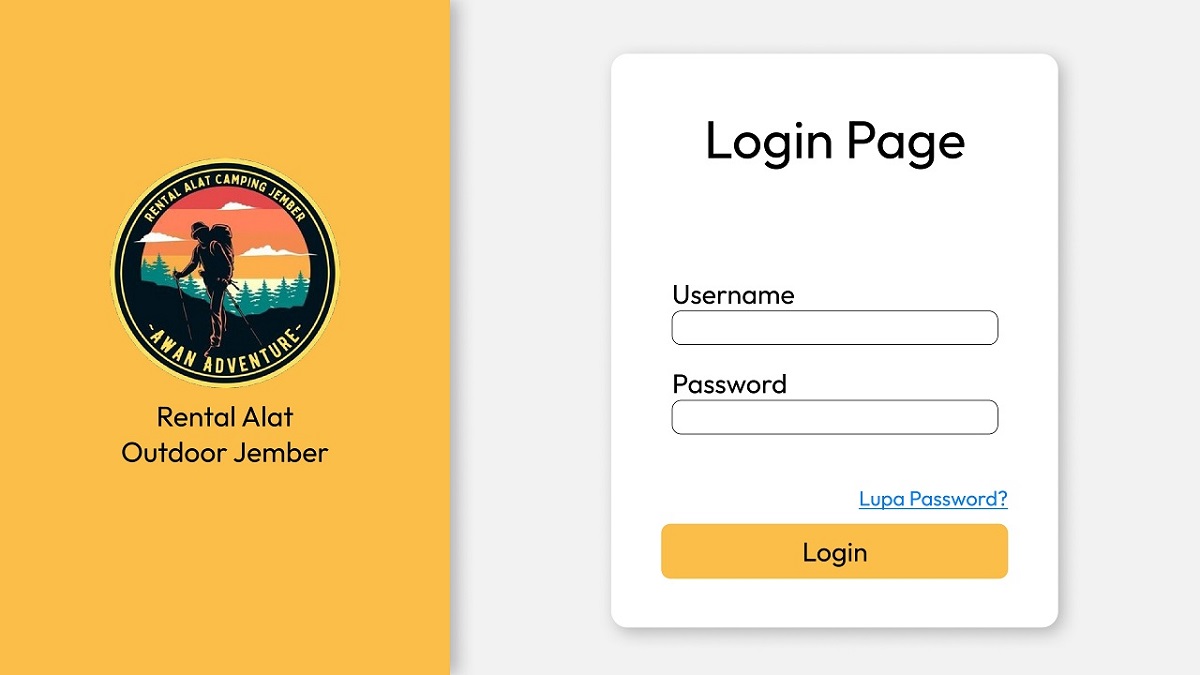 RENTAL ALAT CAMPING JEMBER
~AWAN ADVENTURE~
Rental Alat
Outdoor Jember
Login Page
Username
Password
Lupa Password?
Login